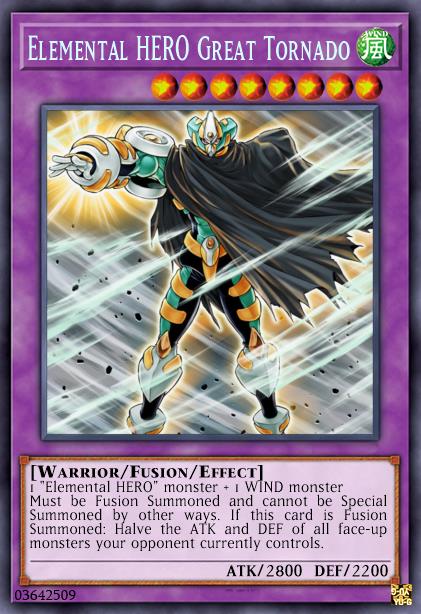 Elemental HERO Great Tornado
WIND
風
[Warrior/Fusion/Effect]
1 "Elemental HERO" monster + 1 WIND monster
Must be Fusion Summoned and cannot be Special
Summoned by other ways. If this card is Fusion
Summoned: Halve the ATK and DEF of all face-up
monsters your opponent currently controls.
ATK/2800 DEF/2200
03642509